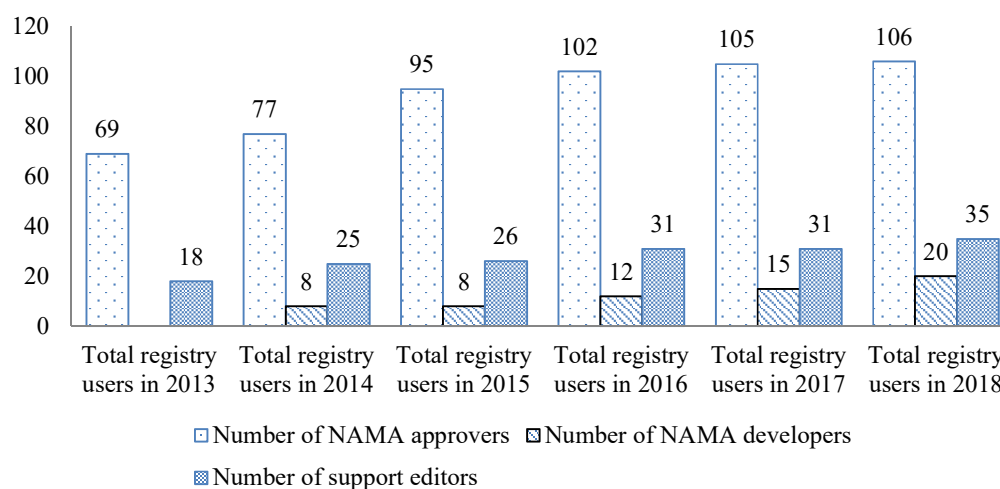 120
100
80
60
40
20
0
69
18
77
8
25
95
8
26
102
12
31
105
15
31
106
20
35
Total registry
users in 2013
Total registry
users in 2014
Total registry
users in 2015
Total registry
users in 2016
Total registry
users in 2017
Total registry
users in 2018
Number of NAMA approvers
Number of NAMA developers
Number of support editors